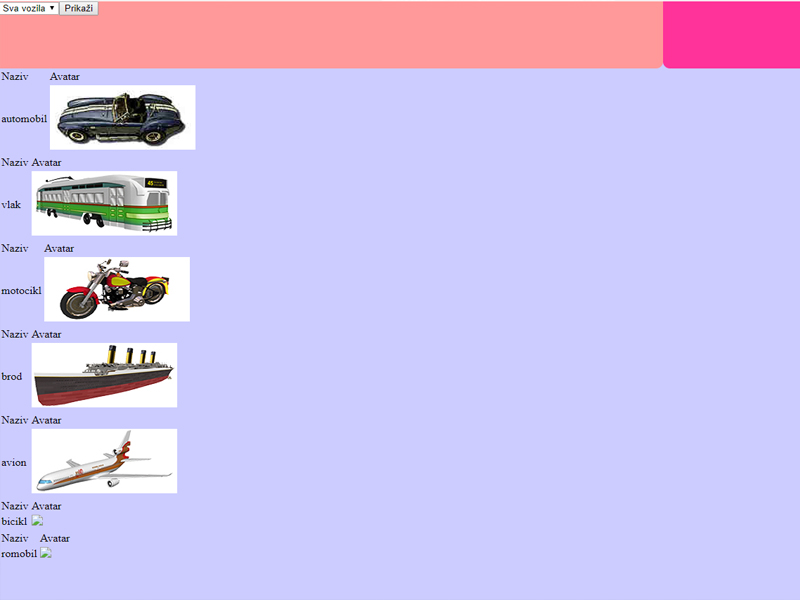 Sva vozila Prikaži
Naziv Avatar
automobil
Naziv Avatar
45
vlak
Naziv Avatar
motocikl
Naziv Avatar
brod
Naziv Avatar
avion
Naziv Avatar
bicikl
Naziv Avatar
romobil